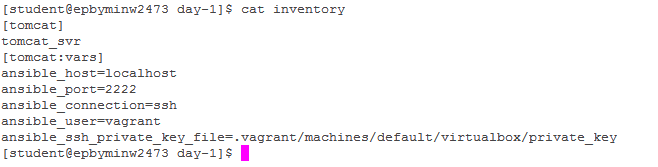 [student@epbyminw2473 day-1]$ cat inventory
[tomcat]
tomcat_svr
[tomcat:vars]
ansible_host=localhost
ansible_port=2222
ansible_connection=ssh
ansible_user=vagrant
ansible_ssh_private_key_file=.vagrant/machines/default/virtualbox/private_key
[student@epbyminw2473 day-1]$